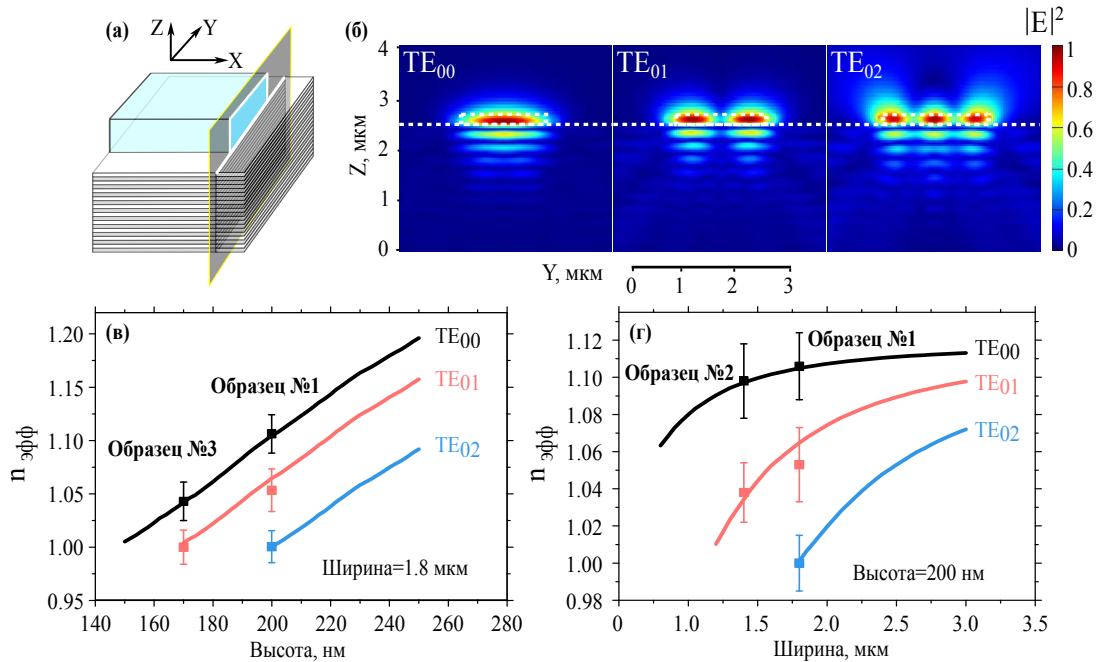 (а)
Z
Y
X
(б)
|E|²
TE₀₀
TE₀₁
TE₀₂
4
3
2
1
0
Z, мкм
1
0.8
0.6
0.4
0.2
0
Y, мкм
0 1 2 3
(в)
TE₀₀
TE₀₁
TE₀₂
Образец №1
Образец №3
Ширина=1.8 мкм
n эфф
1.20
1.15
1.10
1.05
1.00
0.95
140 160 180 200 220 240 260 280
Высота, нм
(г)
Образец №1
Образец №2
TE₀₀
TE₀₁
TE₀₂
Высота=200 нм
n эфф
1.12
1.10
1.08
1.06
1.04
1.02
1.00
0.98
0 1.0 1.5 2.0 2.5 3.0 3.5
Ширина, мкм